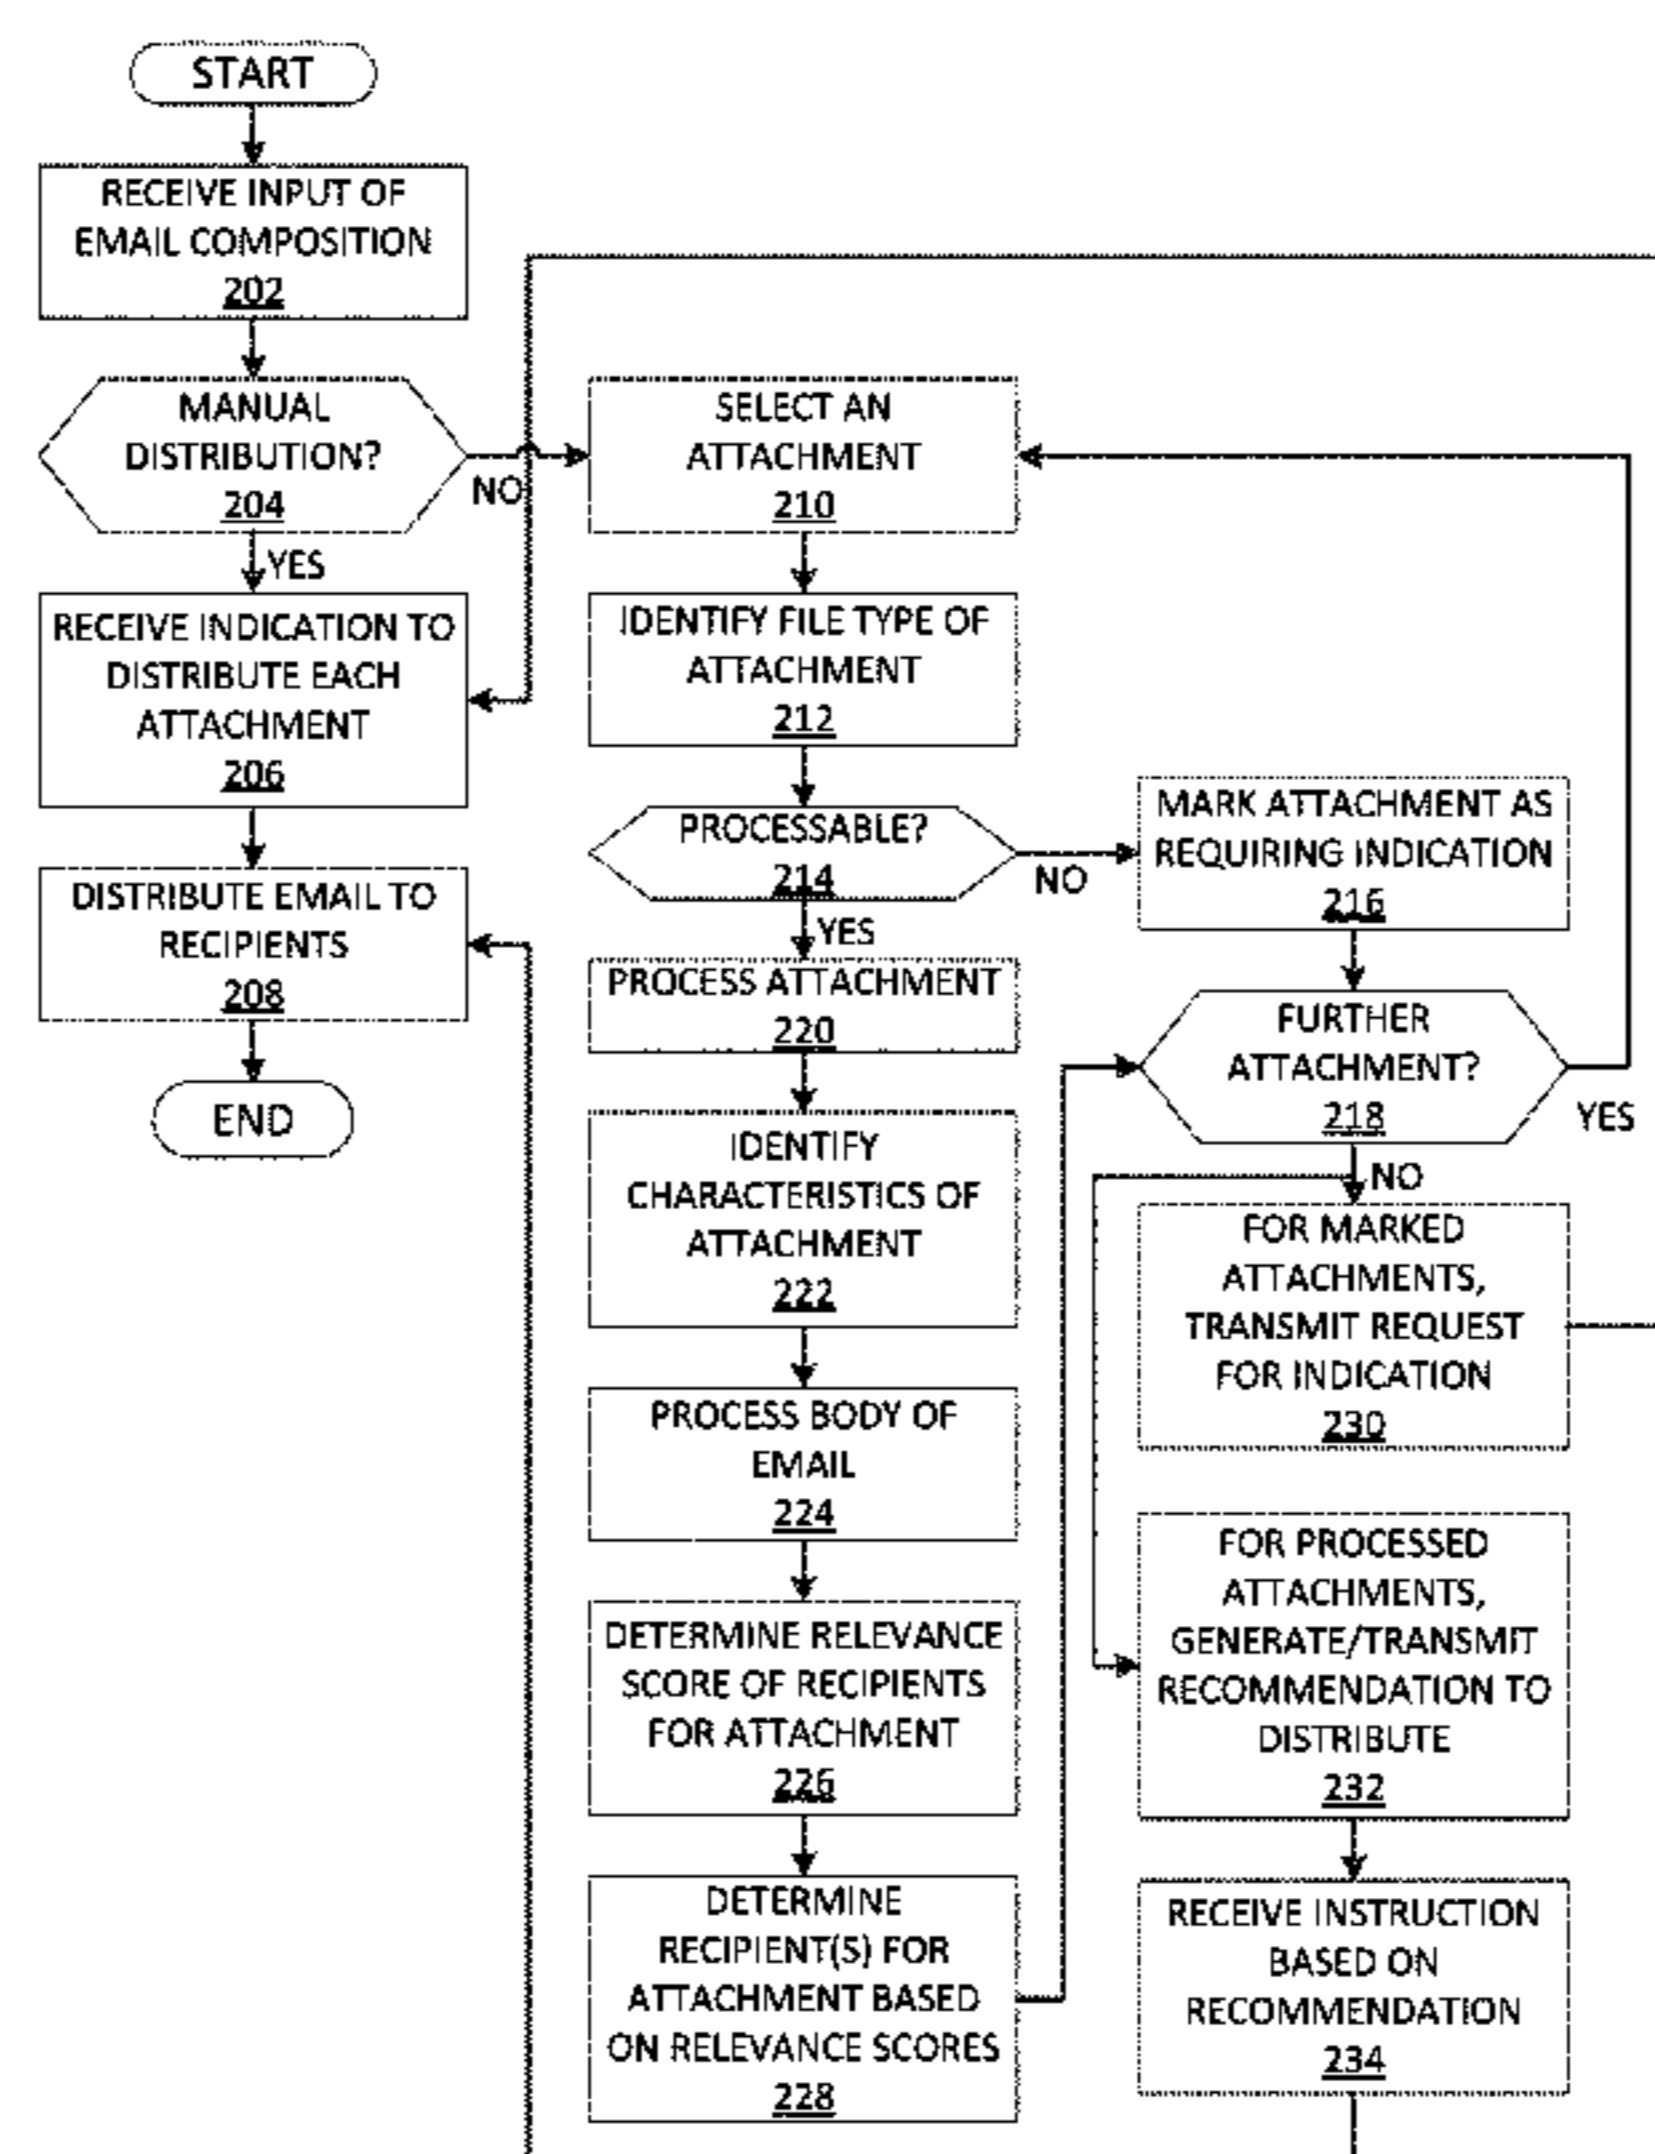 START
RECEIVE INPUT OF
EMAIL COMPOSITION
202
MANUAL
DISTRIBUTION?
204
NO
YES
RECEIVE INDICATION TO
DISTRIBUTE EACH
ATTACHMENT
206
DISTRIBUTE EMAIL TO
RECIPIENTS
208
END
SELECT AN
ATTACHMENT
210
IDENTIFY FILE TYPE OF
ATTACHMENT
212
PROCESSABLE?
214
NO
YES
MARK ATTACHMENT AS
REQUIRING INDICATION
216
FURTHER
ATTACHMENT?
218
YES
NO
PROCESS ATTACHMENT
220
IDENTIFY
CHARACTERISTICS OF
ATTACHMENT
222
PROCESS BODY OF
EMAIL
224
DETERMINE RELEVANCE
SCORE OF RECIPIENTS
FOR ATTACHMENT
226
DETERMINE
RECIPIENT(S) FOR
ATTACHMENT BASED
ON RELEVANCE SCORES
228
FOR MARKED
ATTACHMENTS,
TRANSMIT REQUEST
FOR INDICATION
230
FOR PROCESSED
ATTACHMENTS,
GENERATE/TRANSMIT
RECOMMENDATION TO
DISTRIBUTE
232
RECEIVE INSTRUCTION
BASED ON
RECOMMENDATION
234